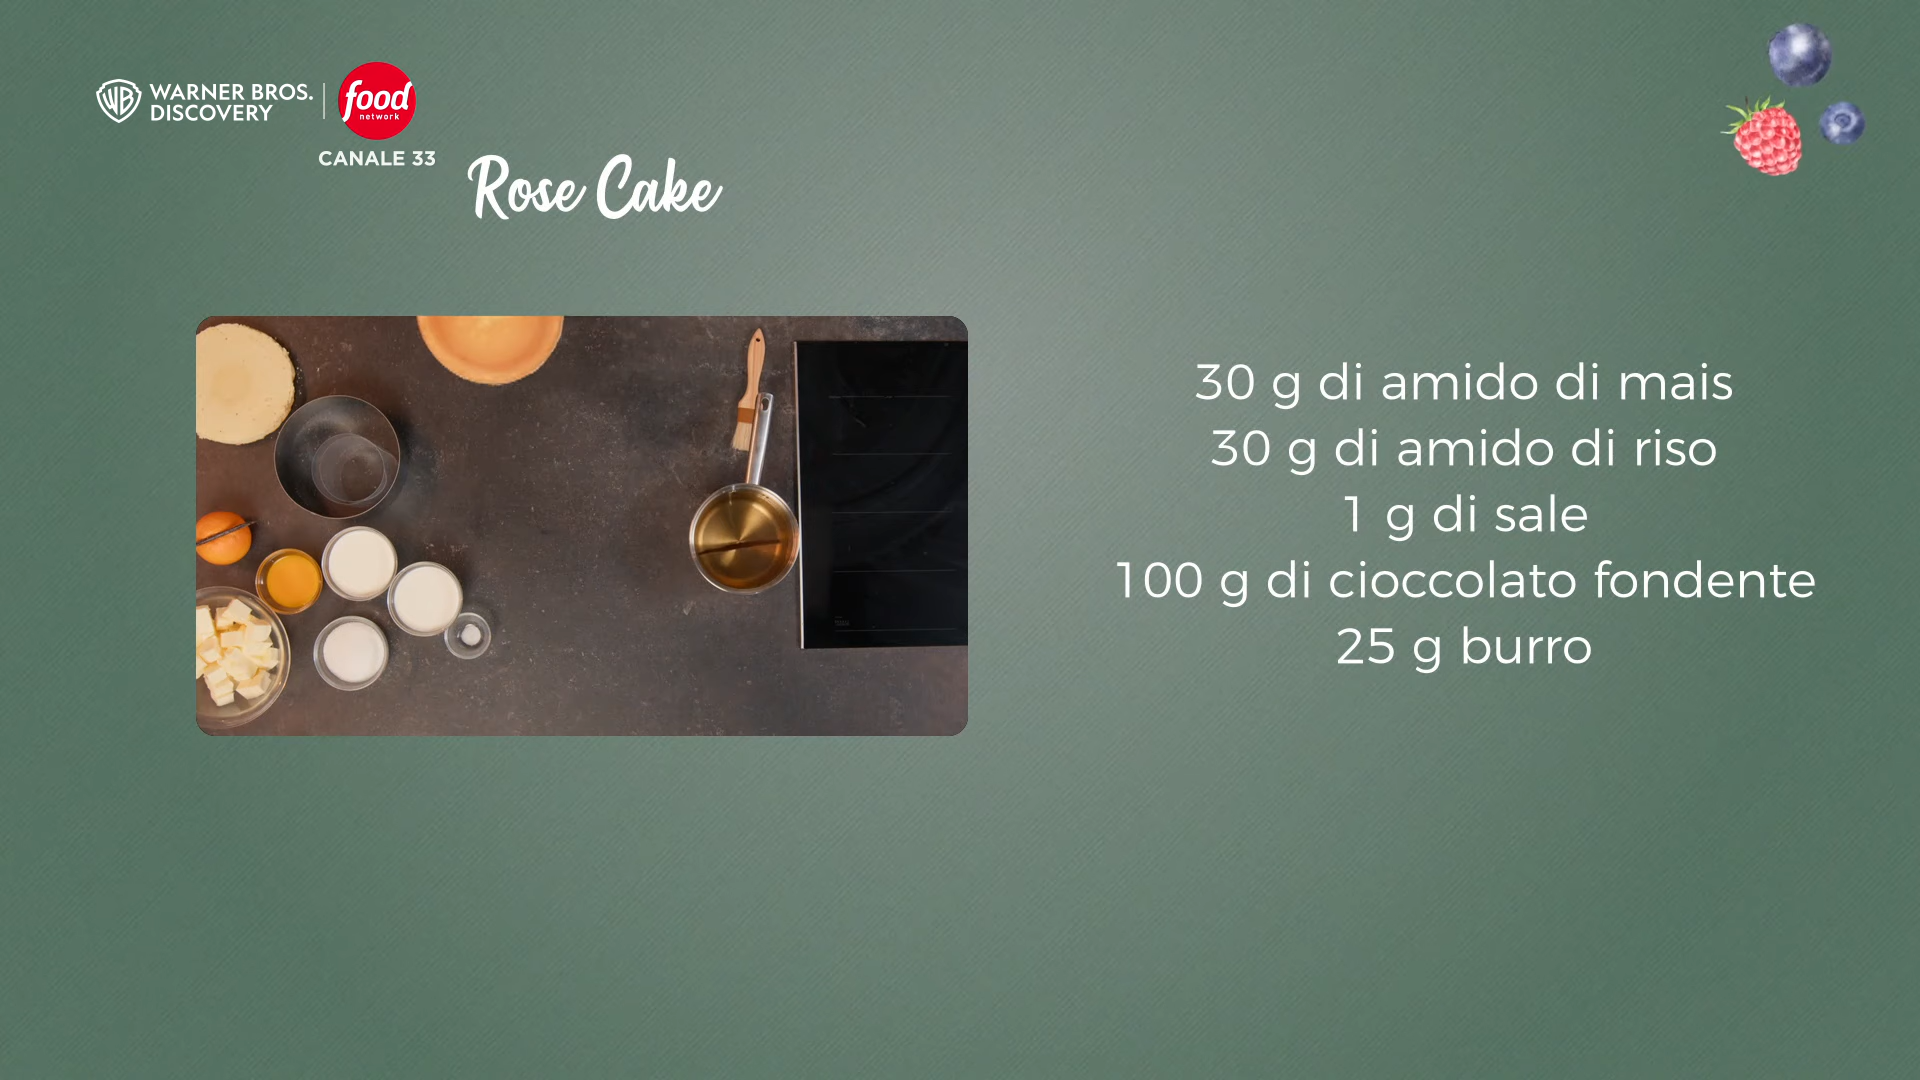 WARNER BROS.
DISCOVERY
food
network
CANALE 33
Rose Cake
30 g di amido di mais
30 g di amido di riso
1 g di sale
100 g di cioccolato fondente
25 g burro